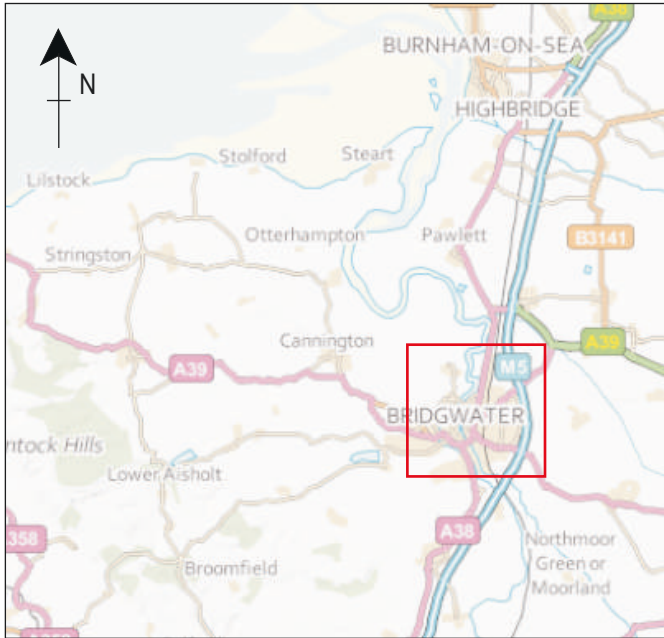 A38
BURNHAM-ON-SEA
N
HIGHBRIDGE
Stolford
Steart
Lilstock
Otterhampton
Pawlett
B3141
Stringston
Cannington
A39
M5
A39
BRIDGWATER
ntock Hills
Lower Aisholt
A38
358
Northmoor
Green or
Moorland
Broomfield